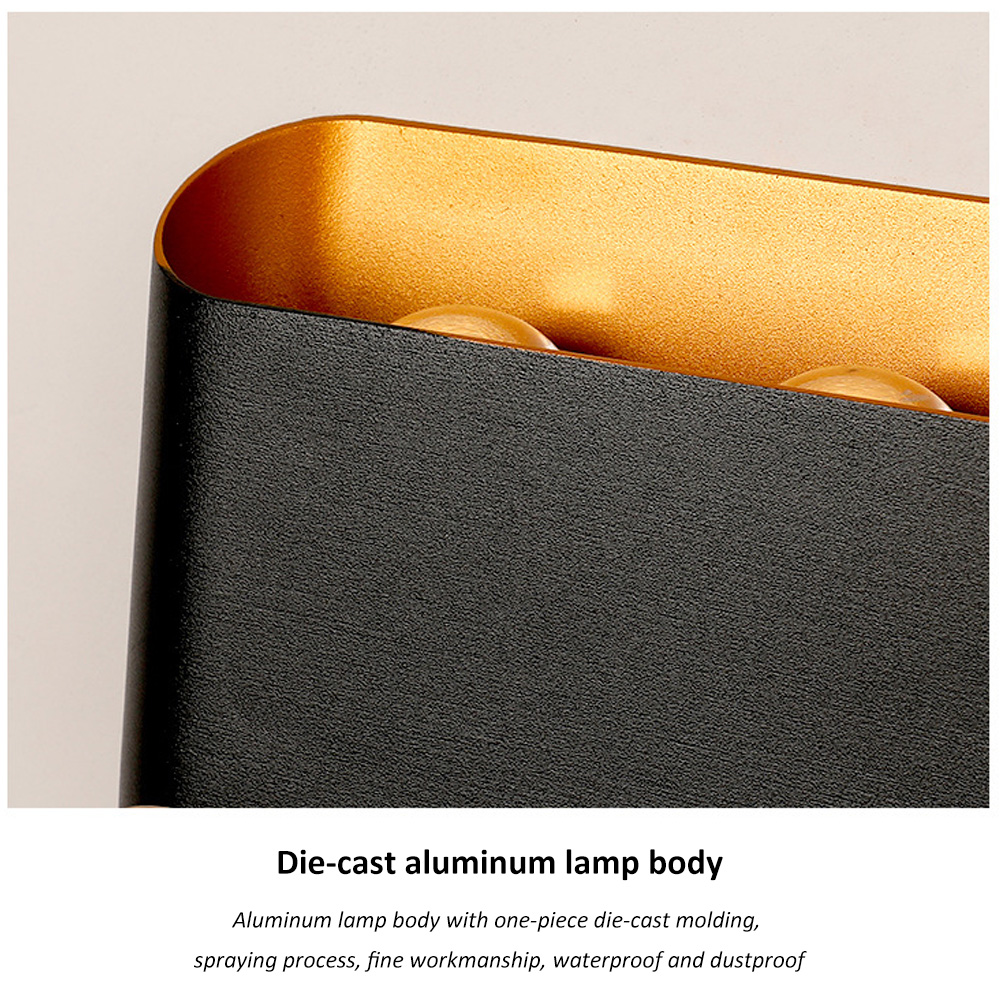 Die-cast aluminum lamp body
Aluminum lamp body with one-piece die-cast molding,
spraying process, fine workmanship, waterproof and dustproof